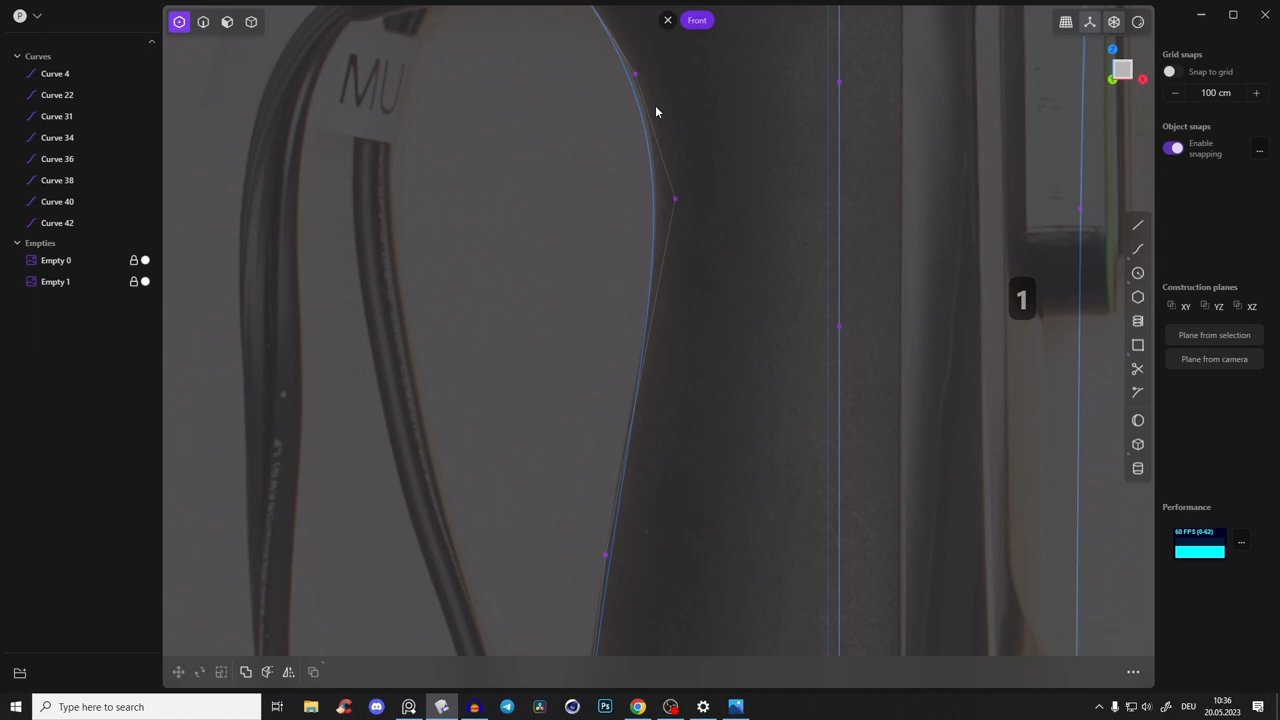 P
Front
Curves
Curve 4
Curve 22
Curve 31
Curve 34
Curve 36
Curve 38
Curve 40
Curve 42
Empties
Empty 0
Empty 1
MU
1
Z
X
Grid snaps
Snap to grid
100 cm
Object snaps
Enable
snapping
...
Construction planes
XY
YZ
XZ
Plane from selection
Plane from camera
Performance
60 FPS (0-62)
...
Type here to search
Ps
DEU
10:36
20.05.2023